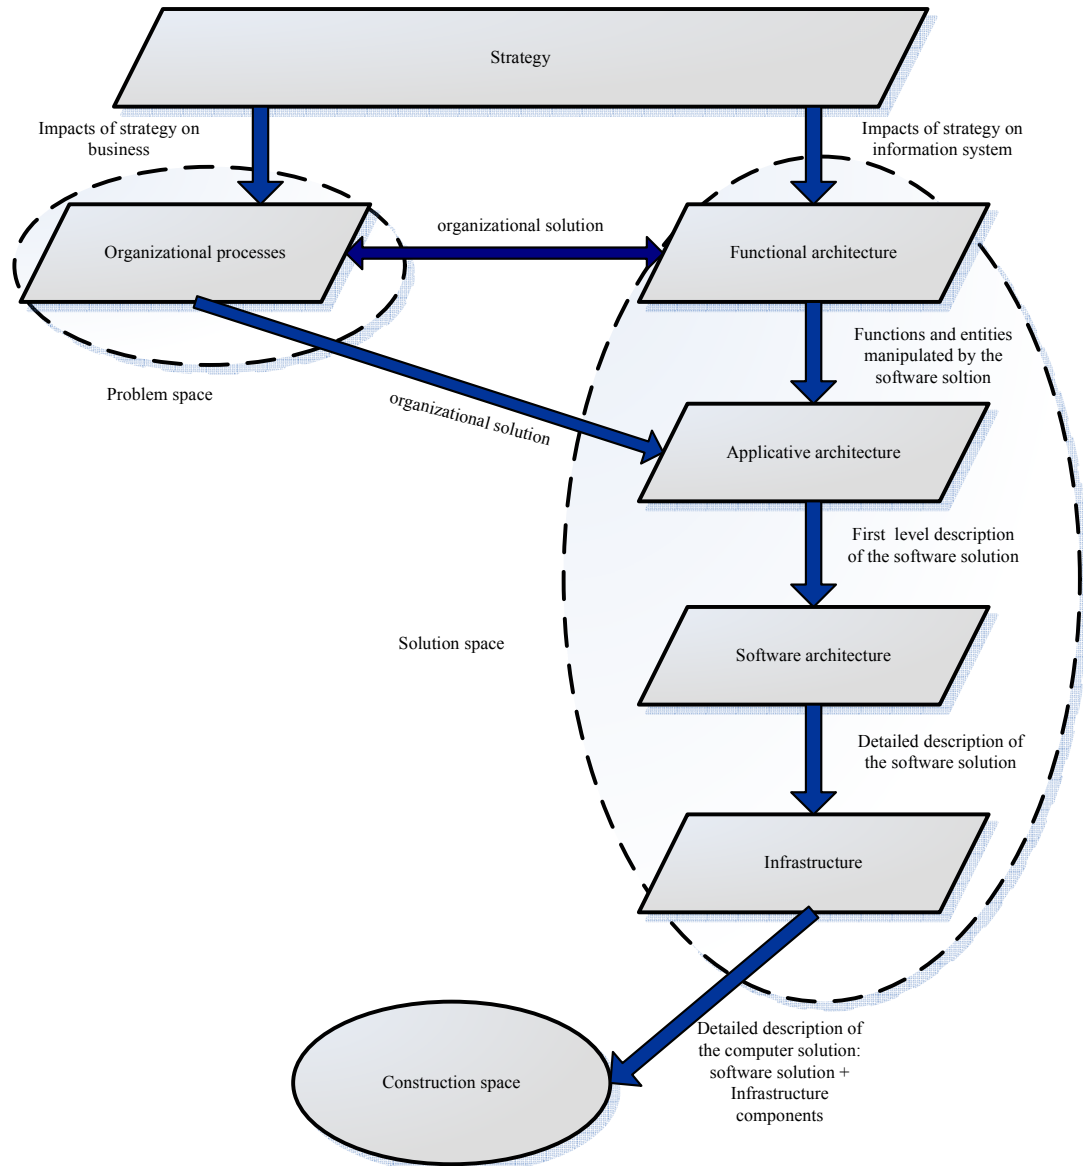 Strategy
Impacts of strategy on
business
Impacts of strategy on
information system
Organizational processes
organizational solution
Functional architecture
Functions and entities
manipulated by the
software soltion
Problem space
organizational solution
Applicative architecture
First level description
of the software solution
Solution space
Software architecture
Detailed description of
the software solution
Infrastructure
Detailed description of
the computer solution:
software solution +
Infrastructure
components
Construction space